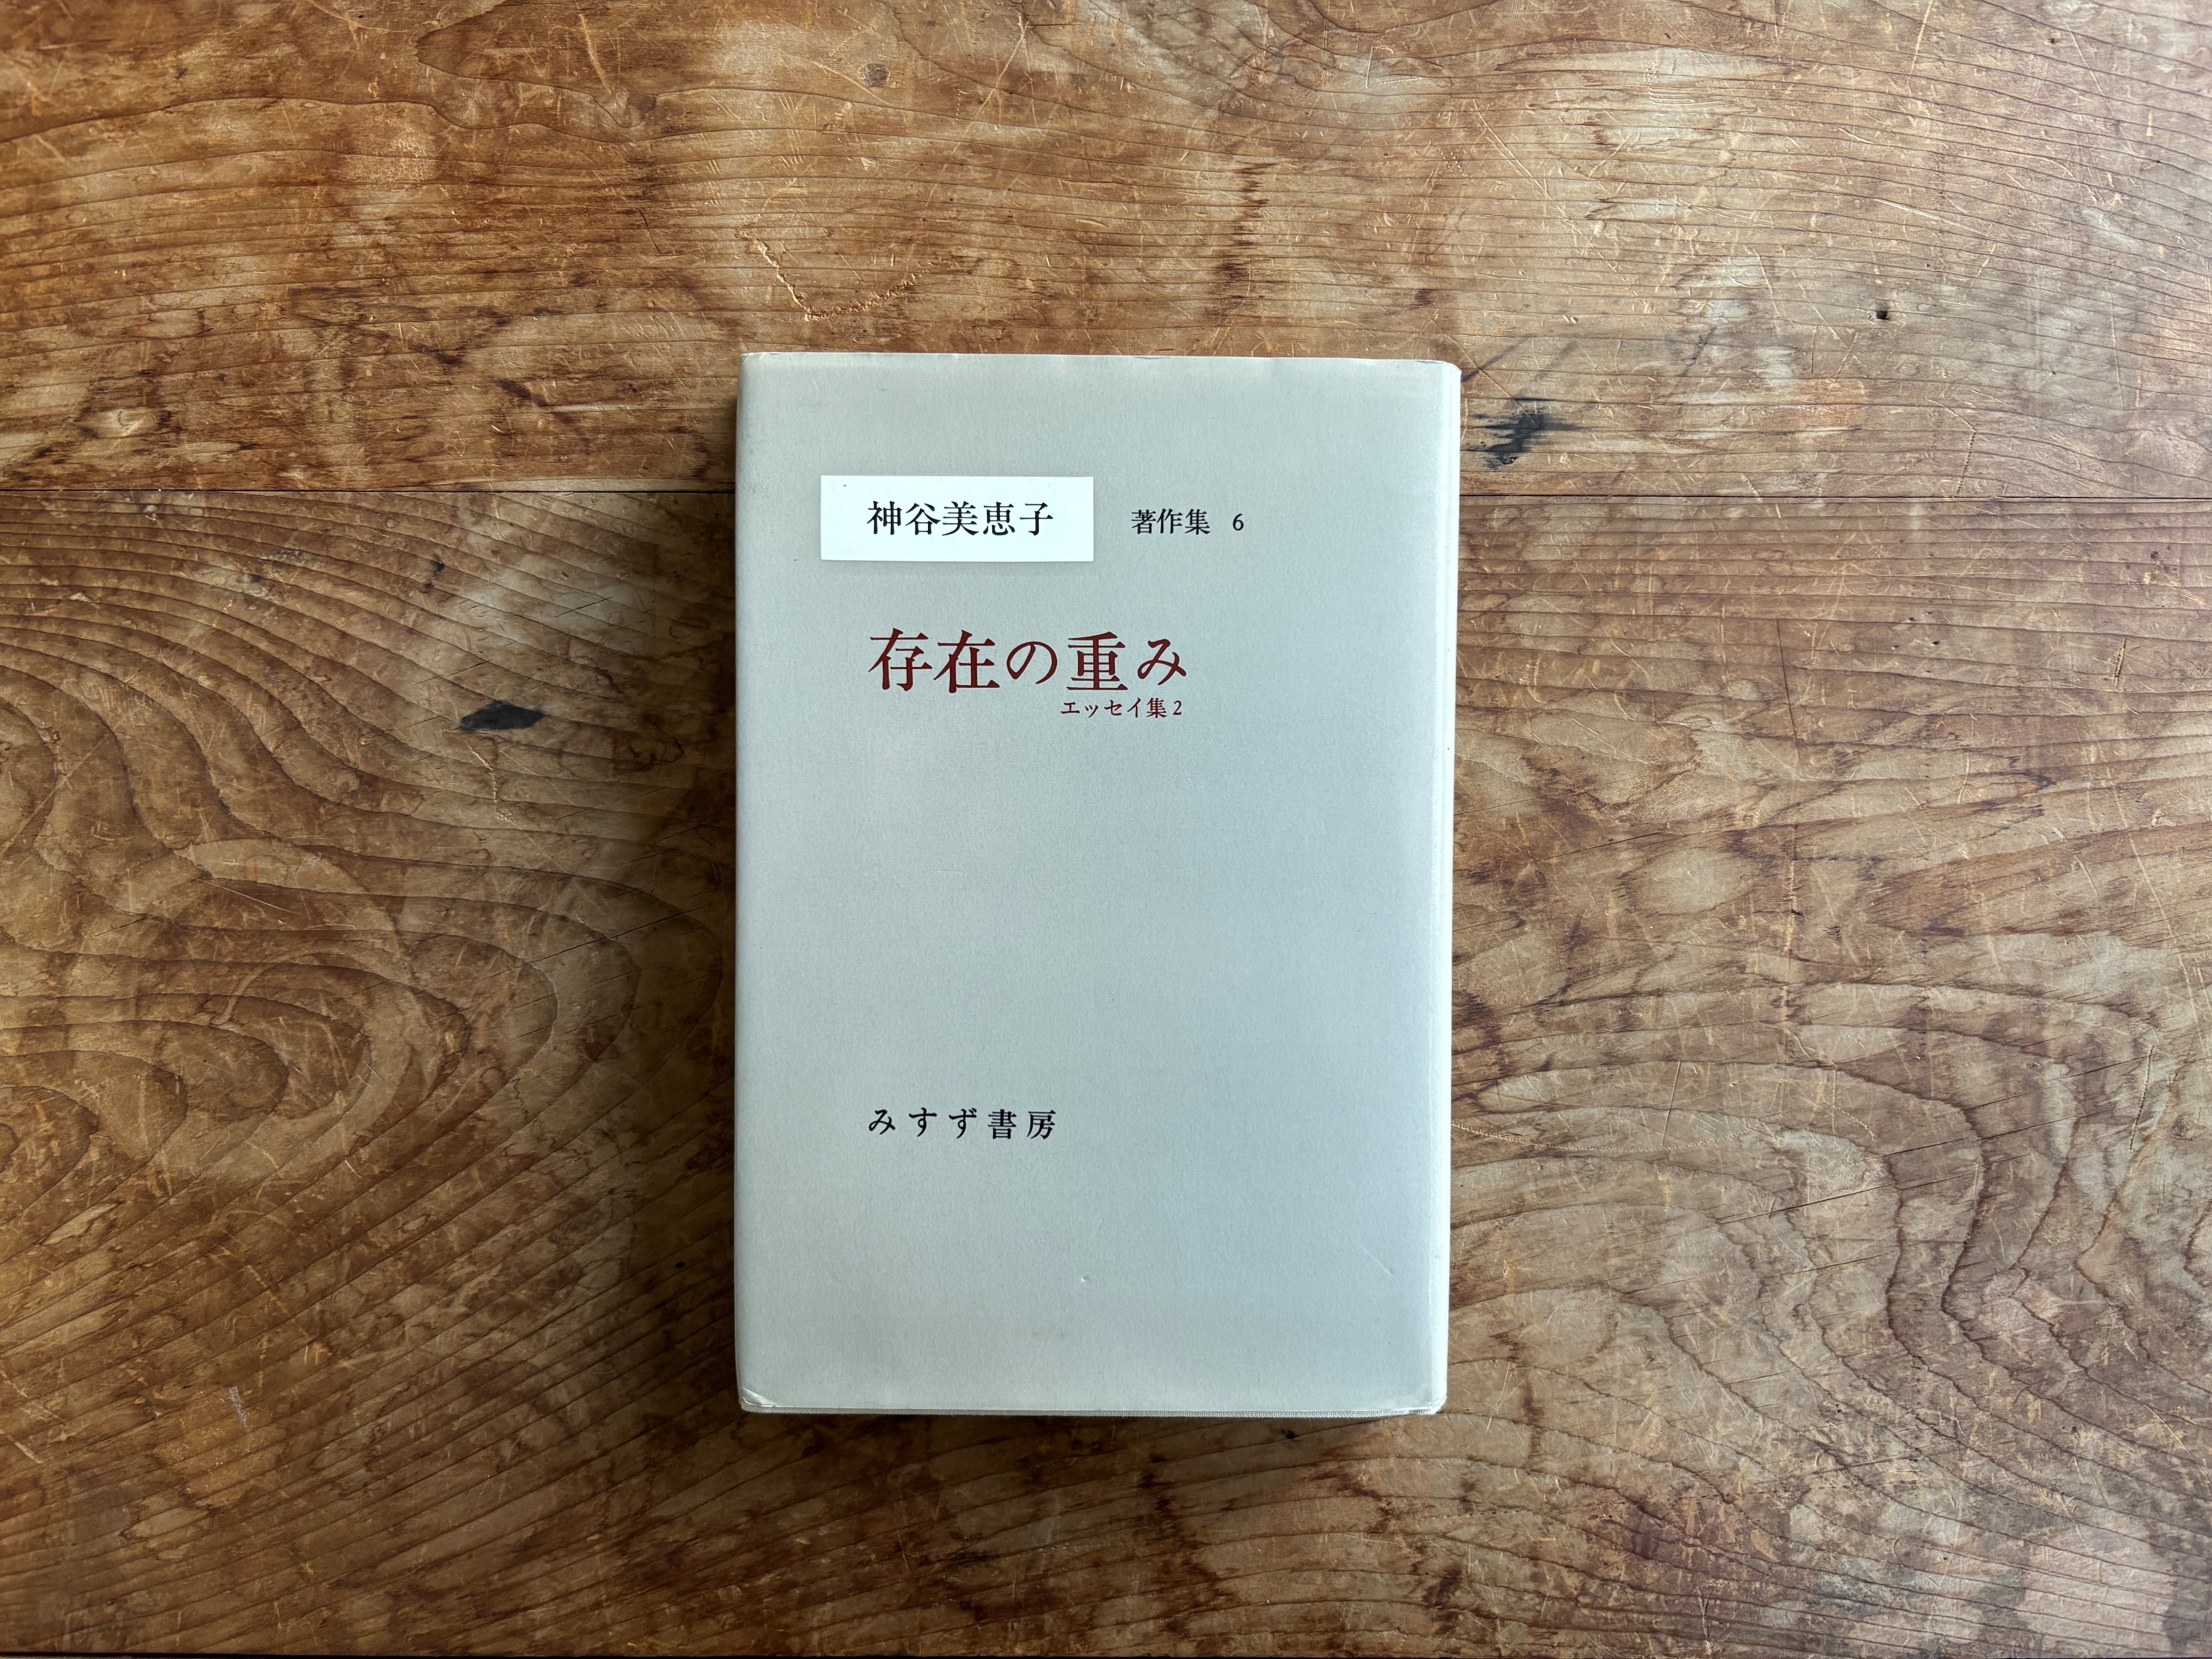 神谷美恵子 著作集 6
存在の重み
エッセイ集2
みすず書房